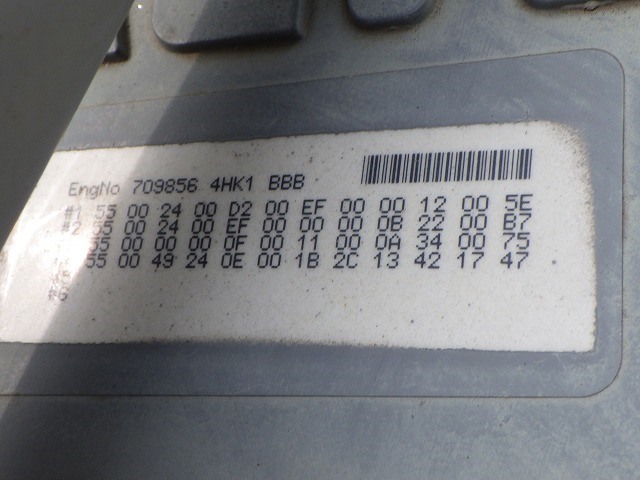 EngNo 709856 4HK1 BBB
#1 55 00 24 00 D2 00 EF 00 00 12 00 5E
#2 55 00 24 00 EF 00 00 00 0B 22 00 B7
55 00 00 00 0F 00 11 00 0A 34 00 75
55 00 49 24 0E 00 1B 2C 13 42 17 47